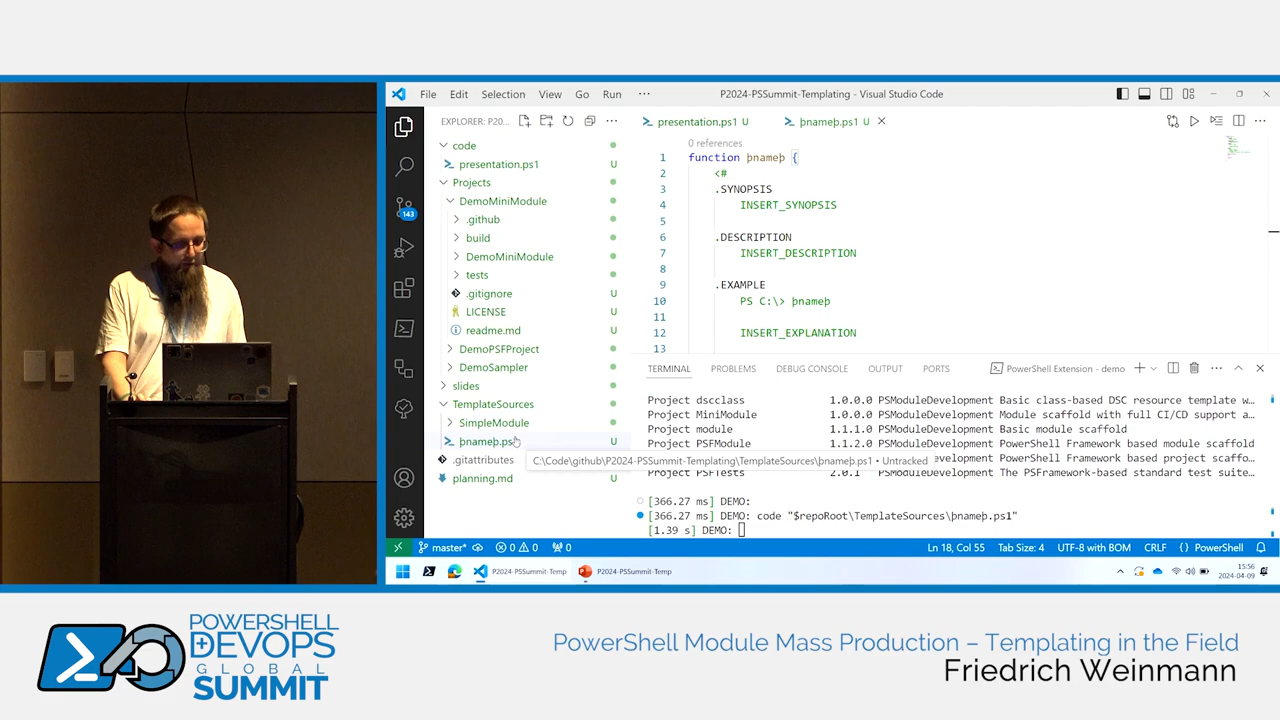 File Edit Selection View Go Run ··· P2024-PSSummit-Templating - Visual Studio Code
EXPLORER: P20... ···
code
presentation.ps1 U
Projects
DemoMiniModule
.github
build
DemoMiniModule
tests
.gitignore U
LICENSE U
readme.md U
DemoPSFProject
DemoSampler
slides
TemplateSources
SimpleModule
þnameþ.ps1 U
.gitattributes
planning.md U
143
presentation.ps1 U þnameþ.ps1 U
0 references
1 function þnameþ {
2 <#
3 .SYNOPSIS
4 INSERT_SYNOPSIS
5
6 .DESCRIPTION
7 INSERT_DESCRIPTION
8
9 .EXAMPLE
10 PS C:\> þnameþ
11
12 INSERT_EXPLANATION
13
TERMINAL PROBLEMS DEBUG CONSOLE OUTPUT PORTS PowerShell Extension - demo
Project dscclass 1.0.0.0 PSModuleDevelopment Basic class-based DSC resource template w...
Project MiniModule 1.0.0.0 PSModuleDevelopment Module scaffold with full CI/CD support a...
Project module 1.1.1.0 PSModuleDevelopment Basic module scaffold
Project PSFModule 1.1.2.0 PSModuleDevelopment PowerShell Framework based module scaffold
werShell Framework based project scaffo...
C:\Code\github\P2024-PSSummit-Templating\TemplateSources\þnameþ.ps1 • Untracked
Project PSFTests 2.0.1 PSModuleDevelopment The PSFramework-based standard test suite...
[366.27 ms] DEMO:
[366.27 ms] DEMO: code "$repoRoot\TemplateSources\þnameþ.ps1"
[1.39 s] DEMO:
master* 0 0 0 Ln 18, Col 55 Tab Size: 4 UTF-8 with BOM CRLF {} PowerShell
P2024-PSSummit-Temp P2024-PSSummit-Temp 15:56
2024-04-09
POWERSHELL
DEVOPS
GLOBAL
SUMMIT
PowerShell Module Mass Production – Templating in the Field
Friedrich Weinmann